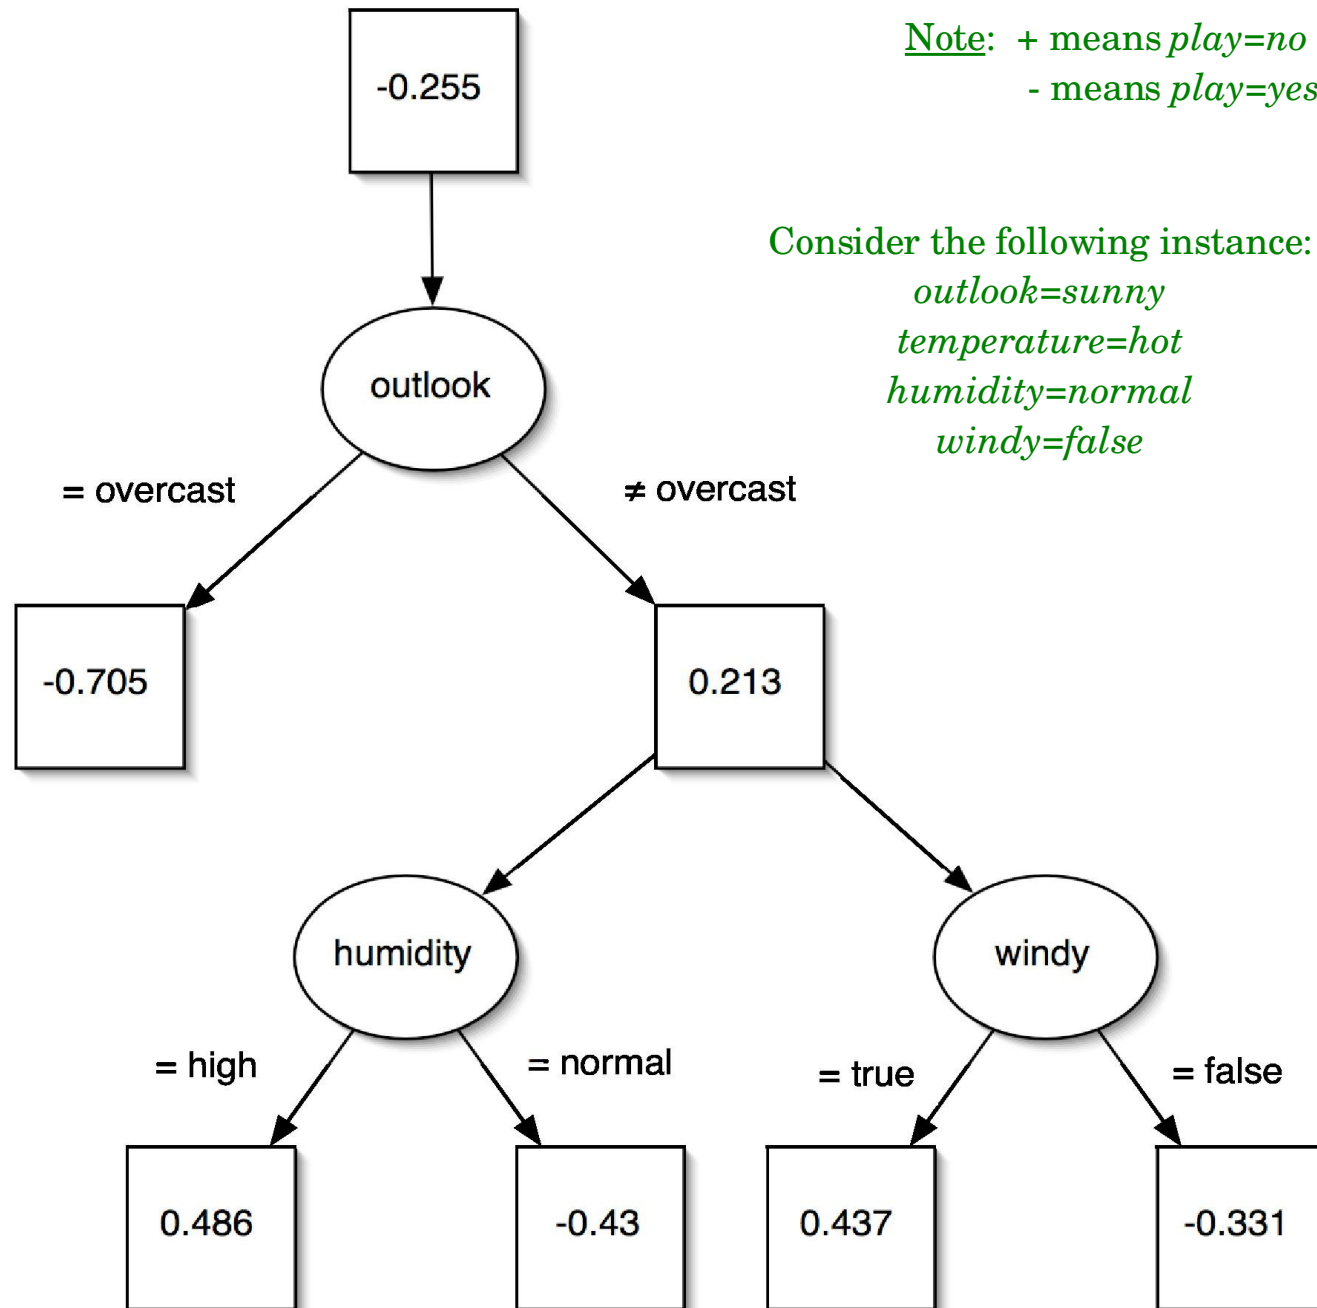 -0.255
Note: + means play=no
- means play=yes
Consider the following instance:
outlook=sunny
temperature=hot
humidity=normal
windy=false
outlook
= overcast
≠ overcast
-0.705
0.213
humidity
windy
= high
= normal
= true
= false
0.486
-0.43
0.437
-0.331